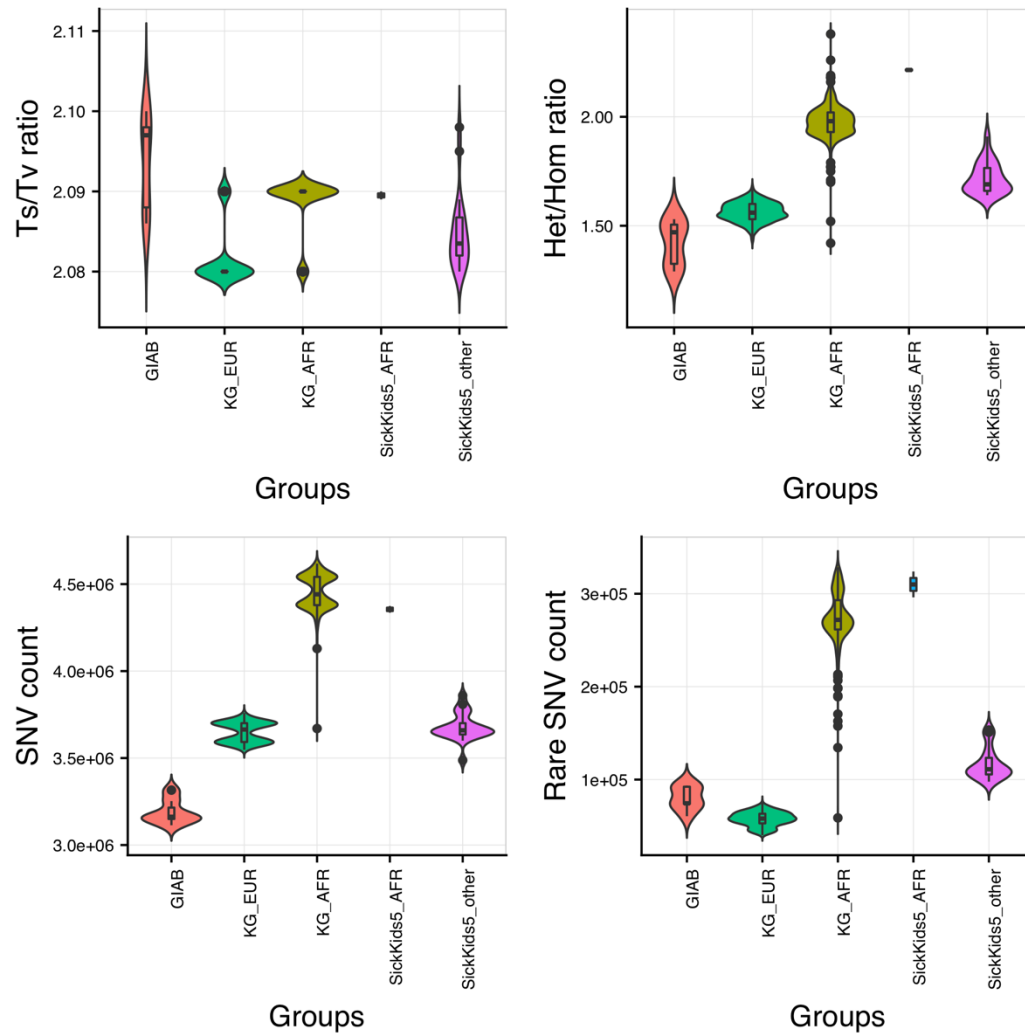 Ts/Tv ratio
2.11
2.10
2.09
2.08
GIAB
KG_EUR
KG_AFR
SickKids5_AFR
SickKids5_other
Groups
Het/Hom ratio
2.00
1.50
GIAB
KG_EUR
KG_AFR
SickKids5_AFR
SickKids5_other
Groups
SNV count
4.5e+06
4.0e+06
3.5e+06
3.0e+06
GIAB
KG_EUR
KG_AFR
SickKids5_AFR
SickKids5_other
Groups
Rare SNV count
3e+05
2e+05
1e+05
GIAB
KG_EUR
KG_AFR
SickKids5_AFR
SickKids5_other
Groups